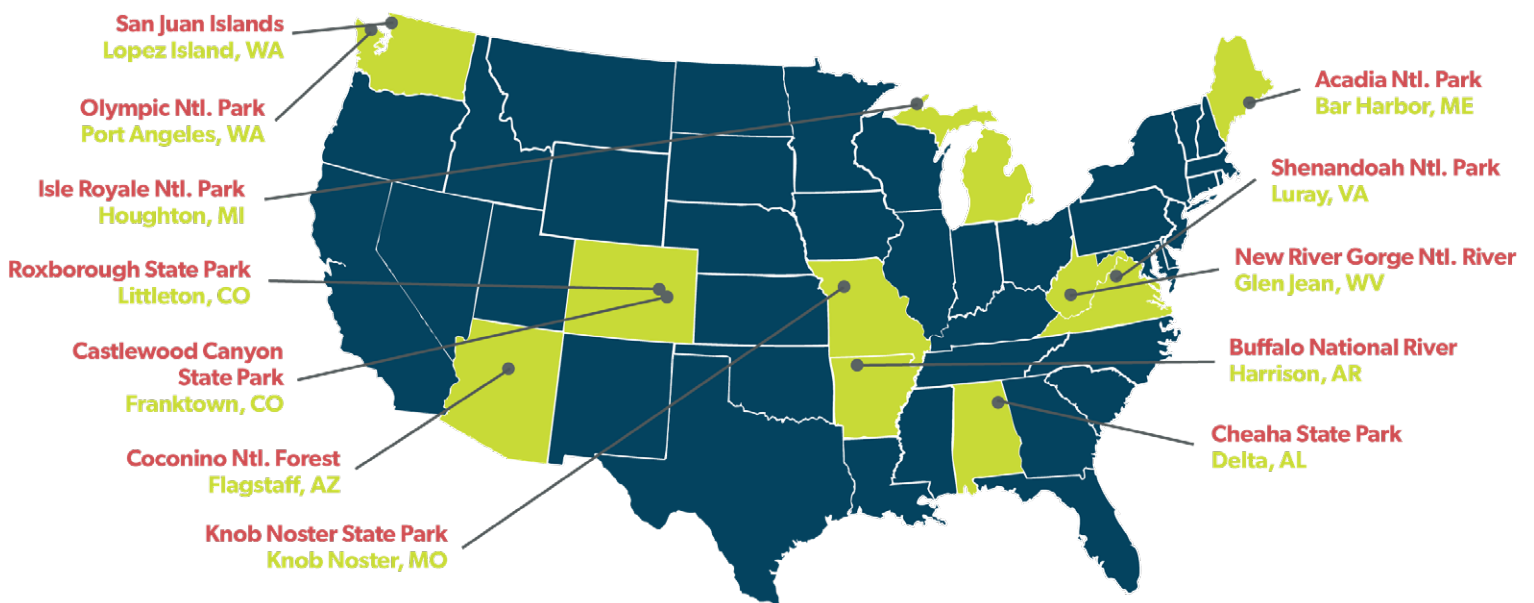 San Juan Islands
Lopez Island, WA
Olympic Ntl. Park
Port Angeles, WA
Isle Royale Ntl. Park
Houghton, MI
Roxborough State Park
Littleton, CO
Castlewood Canyon
State Park
Franktown, CO
Coconino Ntl. Forest
Flagstaff, AZ
Knob Noster State Park
Knob Noster, MO
Acadia Ntl. Park
Bar Harbor, ME
Shenandoah Ntl. Park
Luray, VA
New River Gorge Ntl. River
Glen Jean, WV
Buffalo National River
Harrison, AR
Cheaha State Park
Delta, AL